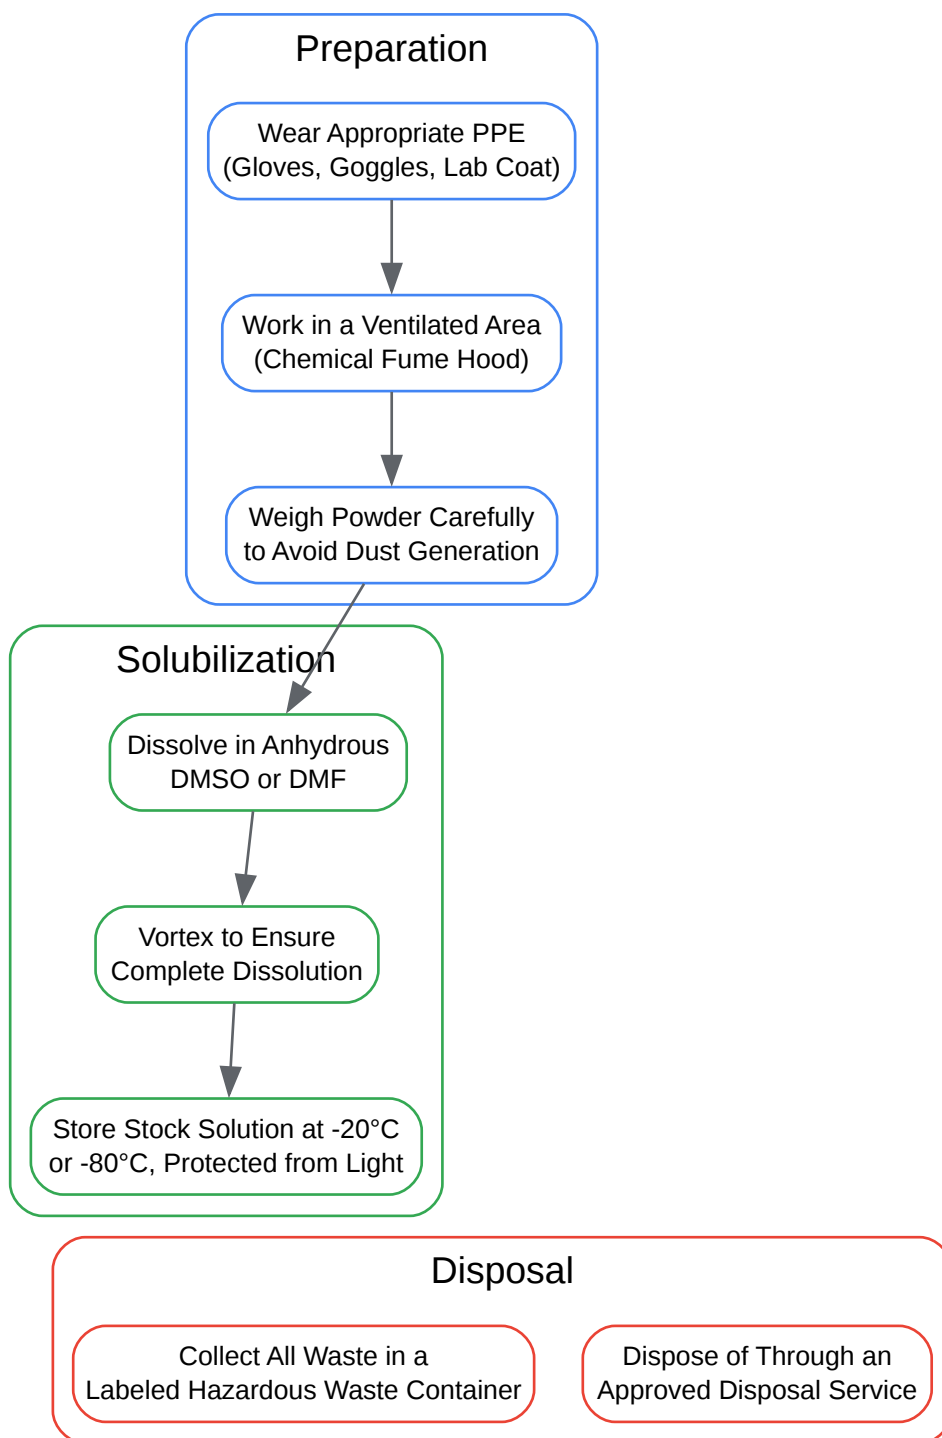 Preparation
Wear Appropriate PPE
(Gloves, Goggles, Lab Coat)
Work in a Ventilated Area
(Chemical Fume Hood)
Weigh Powder Carefully
to Avoid Dust Generation
Solubilization
Dissolve in Anhydrous
DMSO or DMF
Vortex to Ensure
Complete Dissolution
Store Stock Solution at -20°C
or -80°C, Protected from Light
Disposal
Collect All Waste in a
Labeled Hazardous Waste Container
Dispose of Through an
Approved Disposal Service